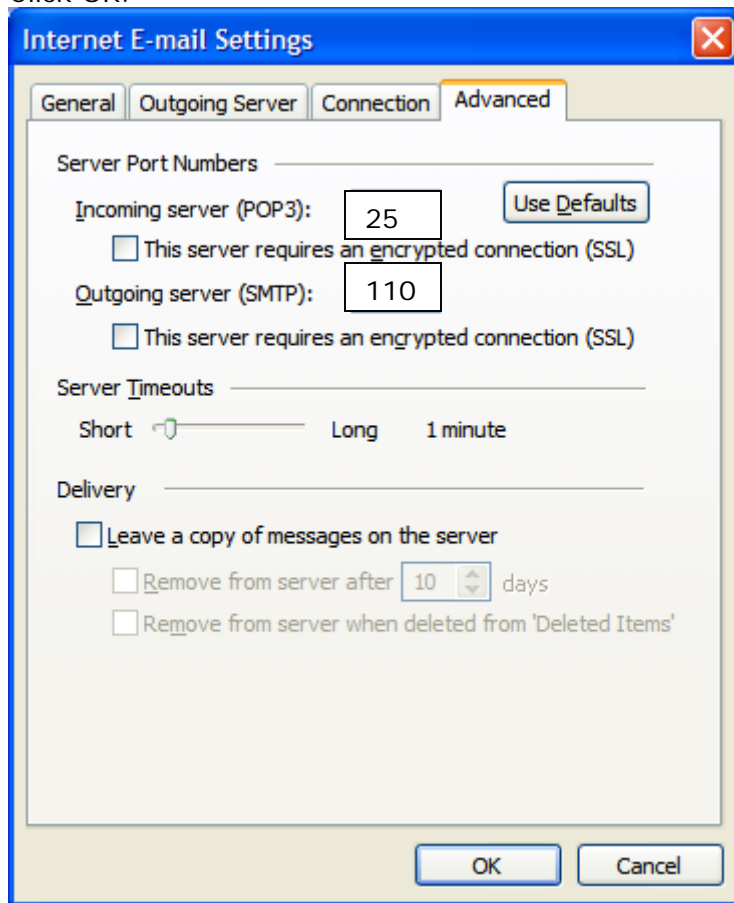 Click OK.
Internet E-mail Settings
General Outgoing Server Connection Advanced
Server Port Numbers
Incoming server (POP3): 25 Use Defaults
This server requires an encrypted connection (SSL)
Outgoing server (SMTP): 110
This server requires an encrypted connection (SSL)
Server Timeouts
Short Long 1 minute
Delivery
Leave a copy of messages on the server
Remove from server after 10 days
Remove from server when deleted from 'Deleted Items'
OK Cancel